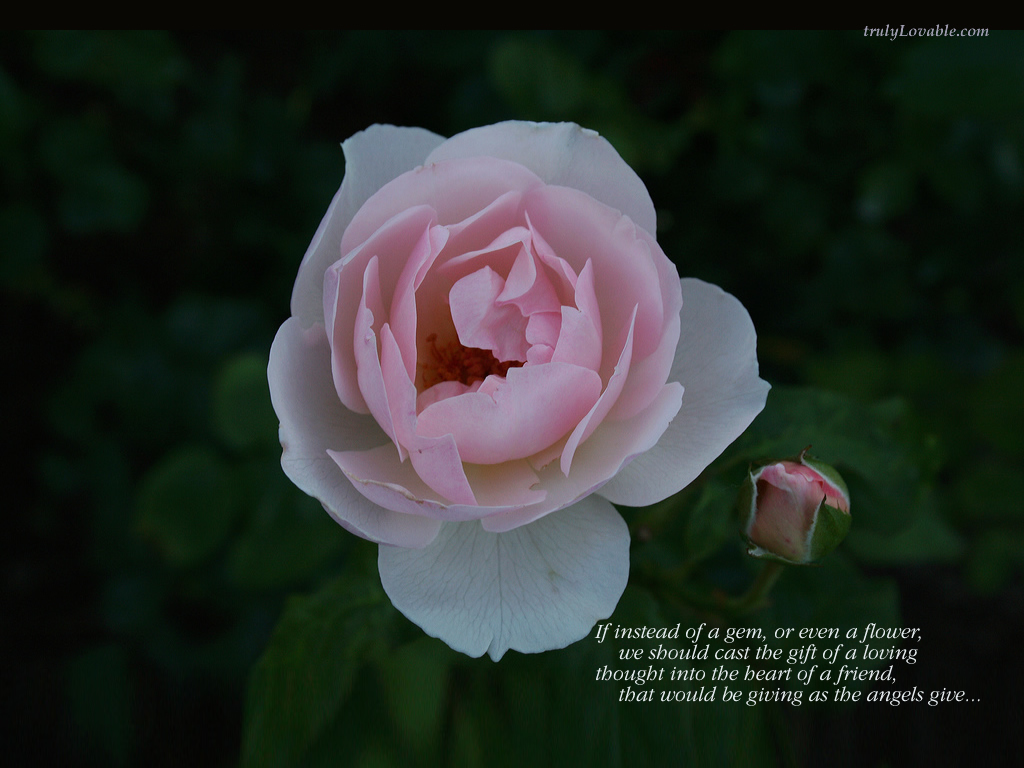 trulyLovable.com
If instead of a gem, or even a flower,
we should cast the gift of a loving
thought into the heart of a friend,
that would be giving as the angels give...